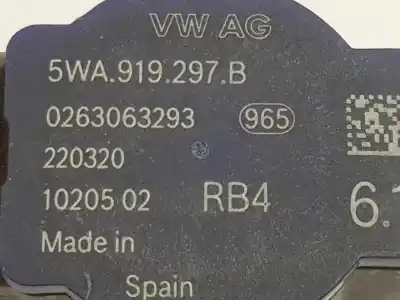 VW AG
5WA.919.297.B
0263063293 965
220320
10205 02 RB4 6.
Made in
Spain